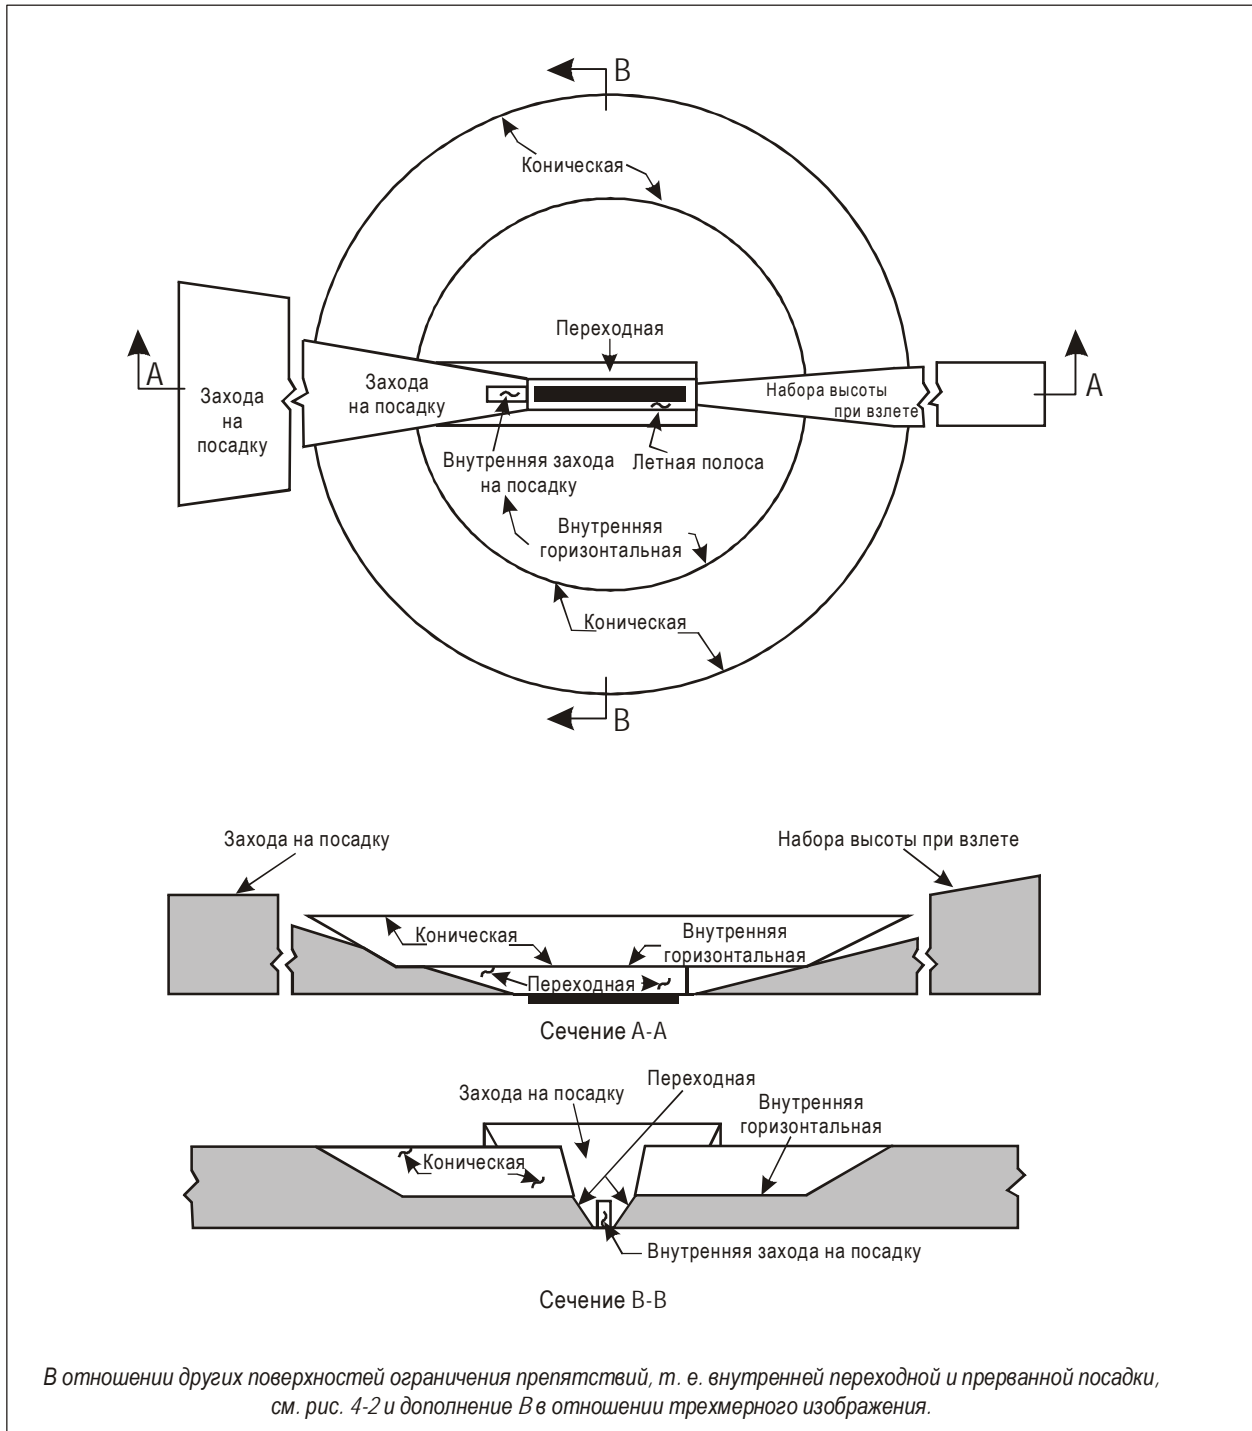 B
Коническая
Переходная
A
Захода
на
посадку
Захода
на посадку
Набора высоты
при взлете
A
Внутренняя захода
на посадку
Летная полоса
Внутренняя
горизонтальная
Коническая
B
Захода на посадку
Набора высоты при взлете
Коническая
Внутренняя
горизонтальная
Переходная
Сечение A-A
Переходная
Захода на посадку
Внутренняя
горизонтальная
Коническая
Внутренняя захода на посадку
Сечение B-B
В отношении других поверхностей ограничения препятствий, т. е. внутренней переходной и прерванной посадки,
см. рис. 4-2 и дополнение B в отношении трехмерного изображения.